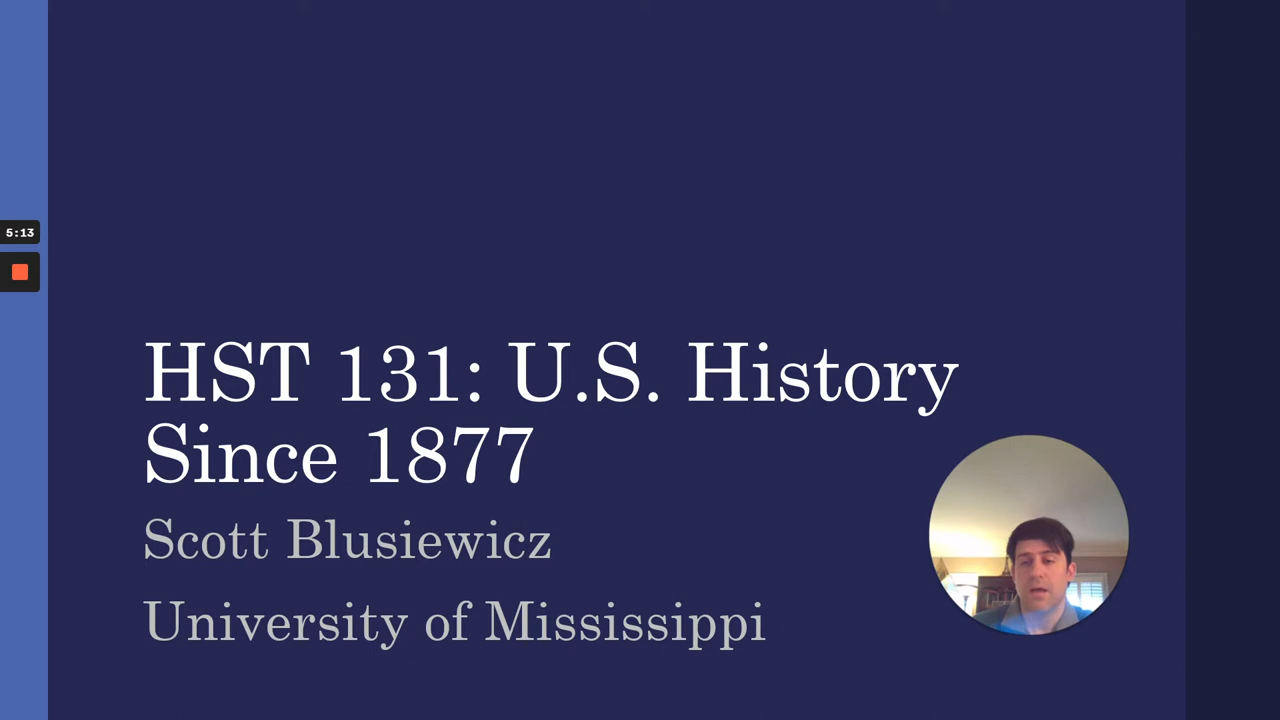 5:13
HST 131: U.S. History
Since 1877
Scott Blusiewicz
University of Mississippi